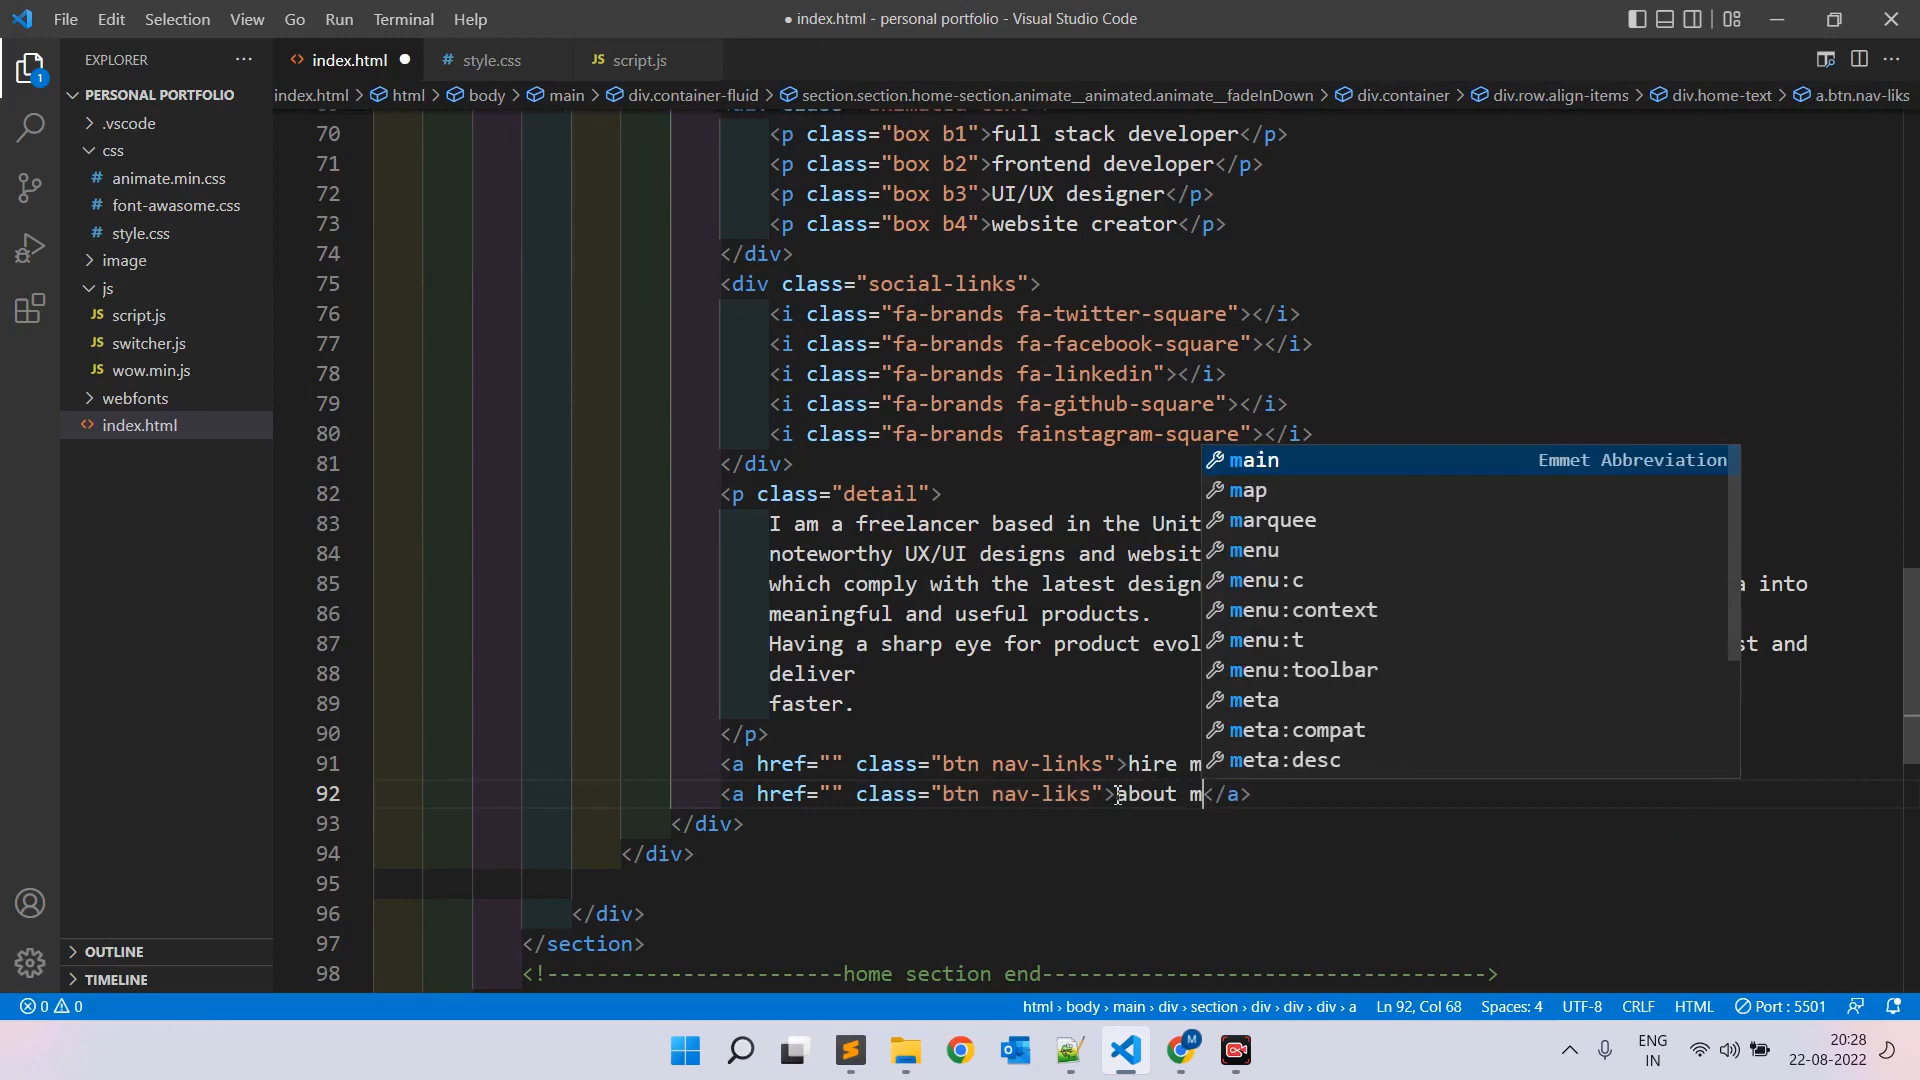 File Edit Selection View Go Run Terminal Help
● index.html - personal portfolio - Visual Studio Code
EXPLORER
index.html ●
style.css
JS script.js
index.html › html › body › main › div.container-fluid › section.section.home-section.animate__animated.animate__fadeInDown › div.container › div.row.align-items › div.home-text › a.btn.nav-liks
PERSONAL PORTFOLIO
.vscode
css
animate.min.css
font-awasome.css
style.css
image
js
JS script.js
JS switcher.js
JS wow.min.js
webfonts
index.html
OUTLINE
TIMELINE
1
70 <p class="box b1">full stack developer</p>
71 <p class="box b2">frontend developer</p>
72 <p class="box b3">UI/UX designer</p>
73 <p class="box b4">website creator</p>
74 </div>
75 <div class="social-links">
76 <i class="fa-brands fa-twitter-square"></i>
77 <i class="fa-brands fa-facebook-square"></i>
78 <i class="fa-brands fa-linkedin"></i>
79 <i class="fa-brands fa-github-square"></i>
80 <i class="fa-brands fainstagram-square"></i>
81 </div>
82 <p class="detail">
83 I am a freelancer based in the Unit
84 noteworthy UX/UI designs and websit
85 which comply with the latest design a into
86 meaningful and useful products.
87 Having a sharp eye for product evol st and
88 deliver
89 faster.
90 </p>
91 <a href="" class="btn nav-links">hire m
92 <a href="" class="btn nav-liks">about m</a>
93 </div>
94 </div>
95
96 </div>
97 </section>
98 <!------------------------home section end------------------------------------>
main Emmet Abbreviation
map
marquee
menu
menu:c
menu:context
menu:t
menu:toolbar
meta
meta:compat
meta:desc
0 0
html › body › main › div › section › div › div › div › a
Ln 92, Col 68
Spaces: 4
UTF-8
CRLF
HTML
Port : 5501
M
ENG
IN
20:28
22-08-2022